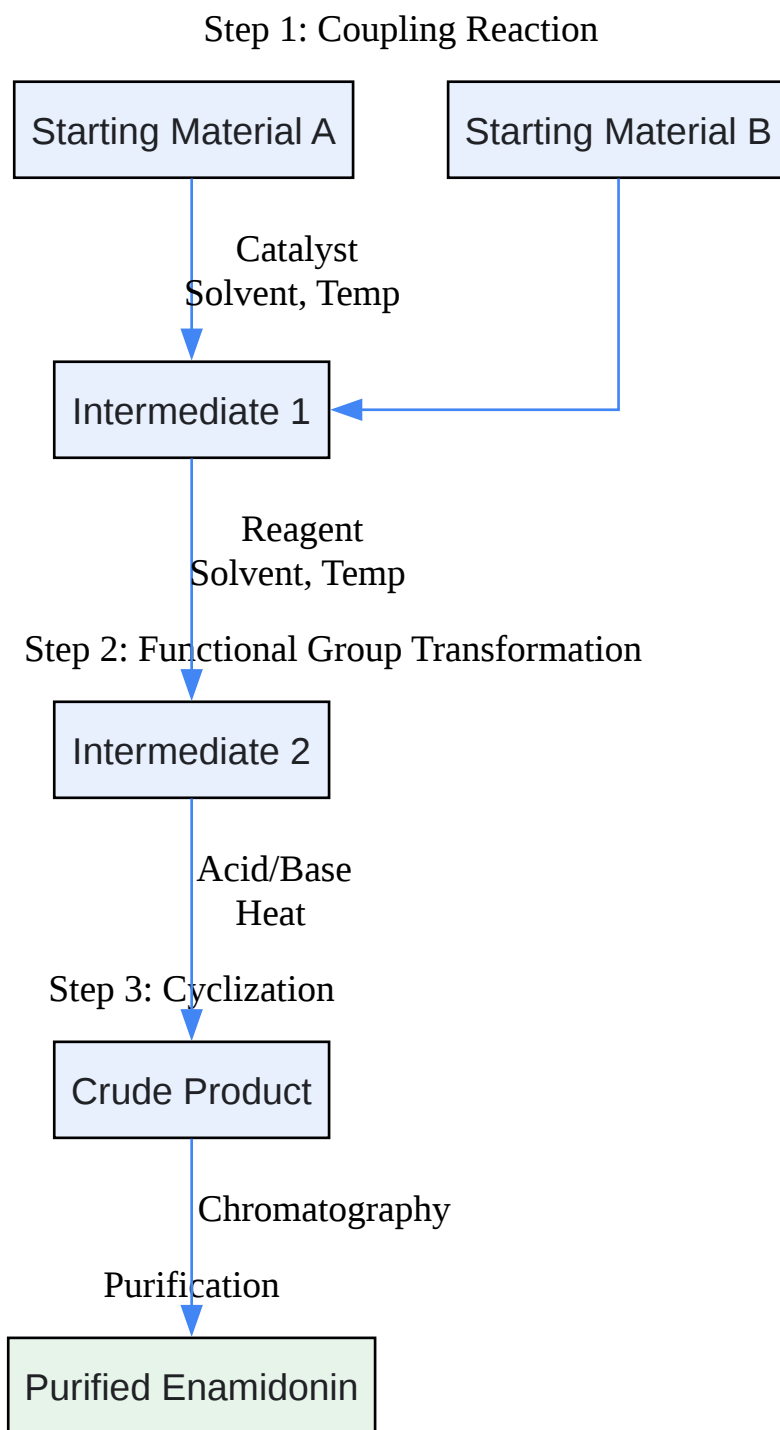 Step 1: Coupling Reaction
Starting Material A
Starting Material B
Catalyst
Solvent, Temp
Intermediate 1
Reagent
Solvent, Temp
Step 2: Functional Group Transformation
Intermediate 2
Acid/Base
Heat
Step 3: Cyclization
Crude Product
Chromatography
Purification
Purified Enamidonin